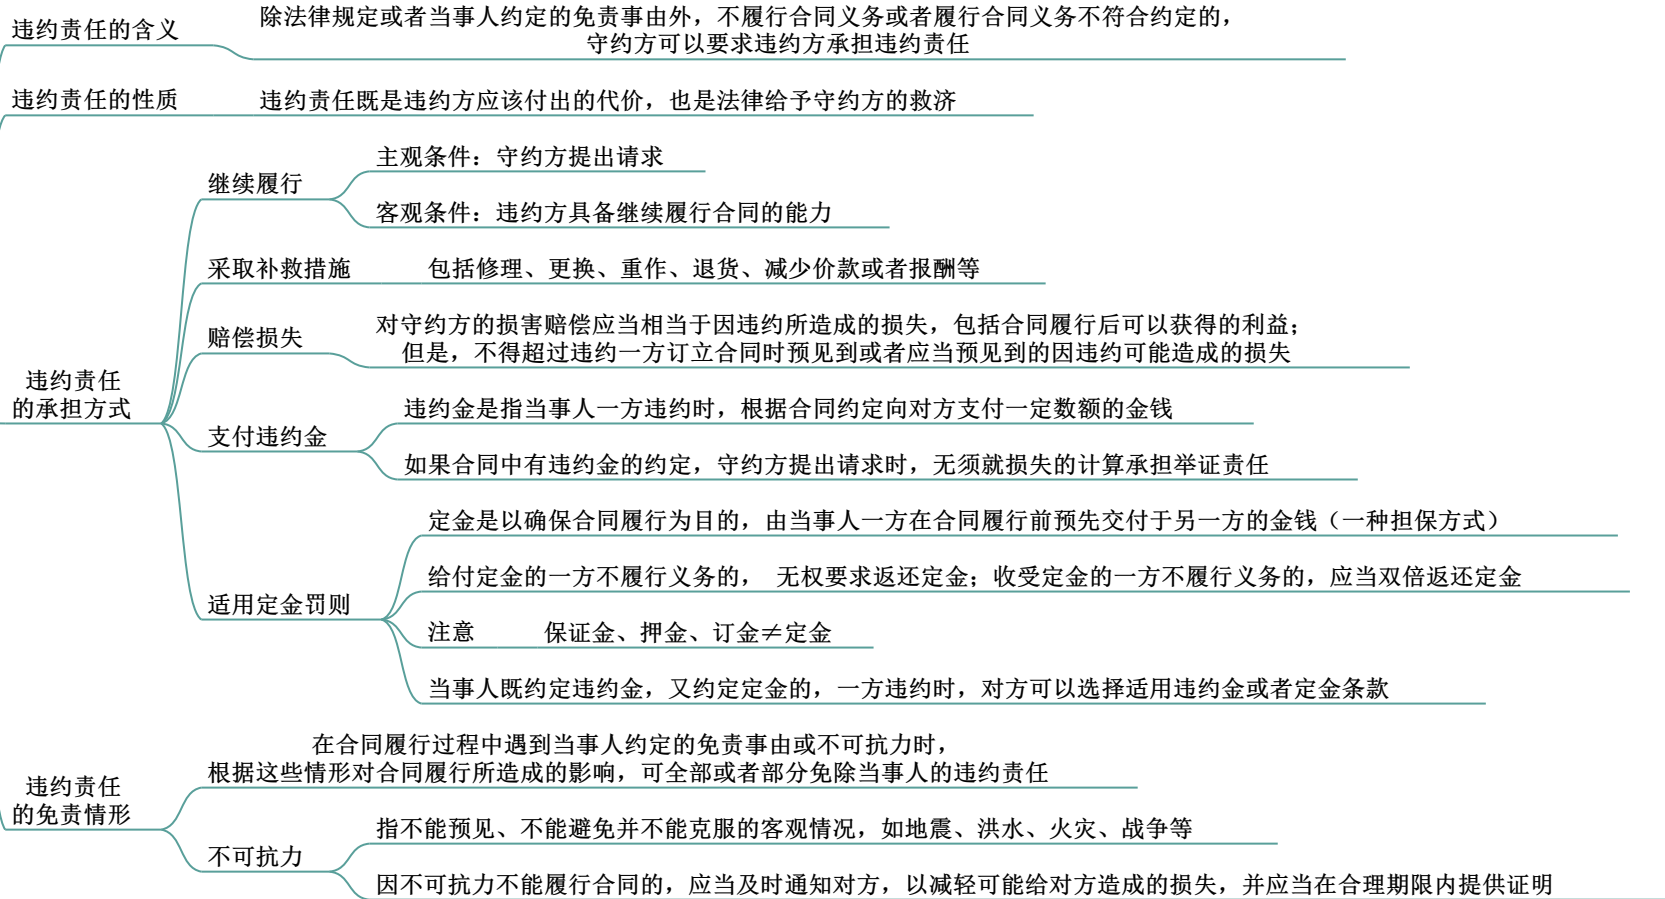 违约责任的含义
除法律规定或者当事人约定的免责事由外，不履行合同义务或者履行合同义务不符合约定的，
守约方可以要求违约方承担违约责任
违约责任的性质
违约责任既是违约方应该付出的代价，也是法律给予守约方的救济
违约责任
的承担方式
继续履行
主观条件：守约方提出请求
客观条件：违约方具备继续履行合同的能力
采取补救措施
包括修理、更换、重作、退货、减少价款或者报酬等
赔偿损失
对守约方的损害赔偿应当相当于因违约所造成的损失，包括合同履行后可以获得的利益；
但是，不得超过违约一方订立合同时预见到或者应当预见到的因违约可能造成的损失
支付违约金
违约金是指当事人一方违约时，根据合同约定向对方支付一定数额的金钱
如果合同中有违约金的约定，守约方提出请求时，无须就损失的计算承担举证责任
适用定金罚则
定金是以确保合同履行为目的，由当事人一方在合同履行前预先交付于另一方的金钱（一种担保方式）
给付定金的一方不履行义务的， 无权要求返还定金；收受定金的一方不履行义务的，应当双倍返还定金
注意
保证金、押金、订金≠定金
当事人既约定违约金，又约定定金的，一方违约时，对方可以选择适用违约金或者定金条款
违约责任
的免责情形
在合同履行过程中遇到当事人约定的免责事由或不可抗力时，
根据这些情形对合同履行所造成的影响，可全部或者部分免除当事人的违约责任
不可抗力
指不能预见、不能避免并不能克服的客观情况，如地震、洪水、火灾、战争等
因不可抗力不能履行合同的，应当及时通知对方，以减轻可能给对方造成的损失，并应当在合理期限内提供证明